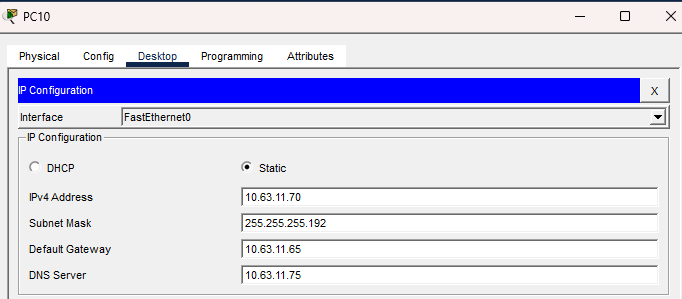 PC10
Physical Config Desktop Programming Attributes
IP Configuration X
Interface FastEthernet0
IP Configuration
DHCP Static
IPv4 Address 10.63.11.70
Subnet Mask 255.255.255.192
Default Gateway 10.63.11.65
DNS Server 10.63.11.75